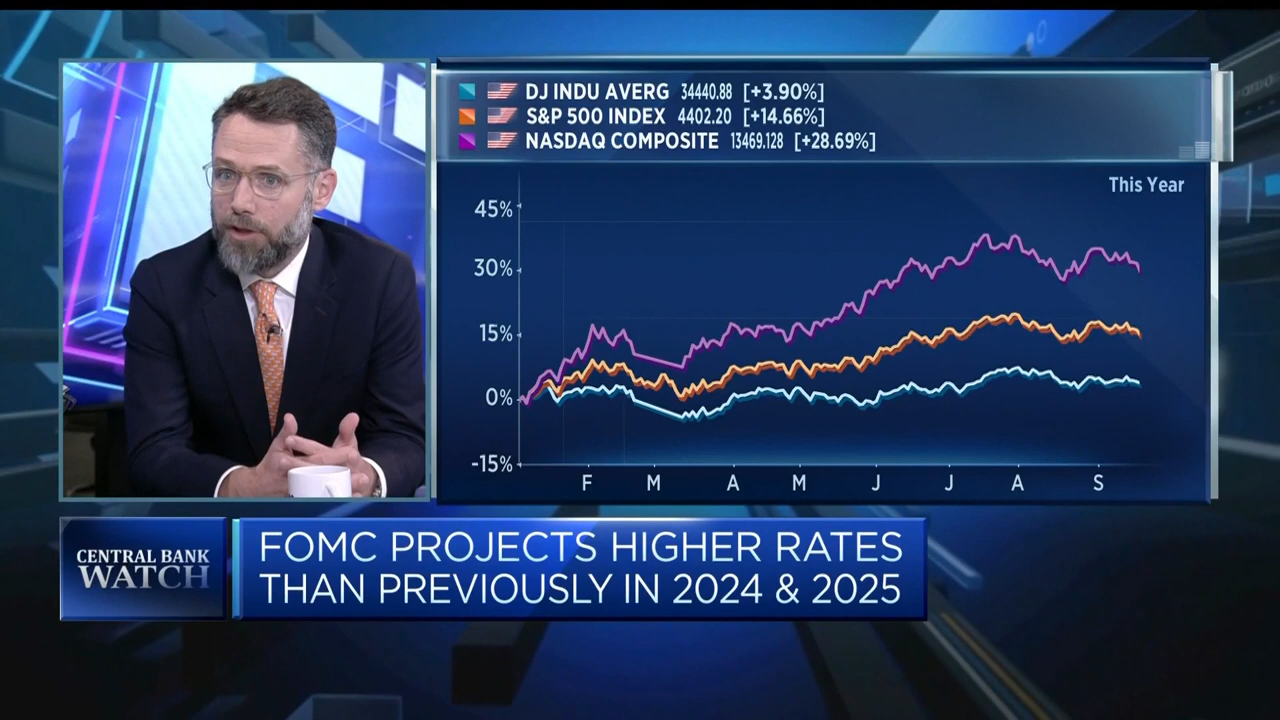 DJ INDU AVERG 34440.88 [+3.90%]
S&P 500 INDEX 4402.20 [+14.66%]
NASDAQ COMPOSITE 13469.128 [+28.69%]
This Year
45%
30%
15%
0%
-15%
F M A M J J A S
CENTRAL BANK
WATCH
FOMC PROJECTS HIGHER RATES
THAN PREVIOUSLY IN 2024 & 2025